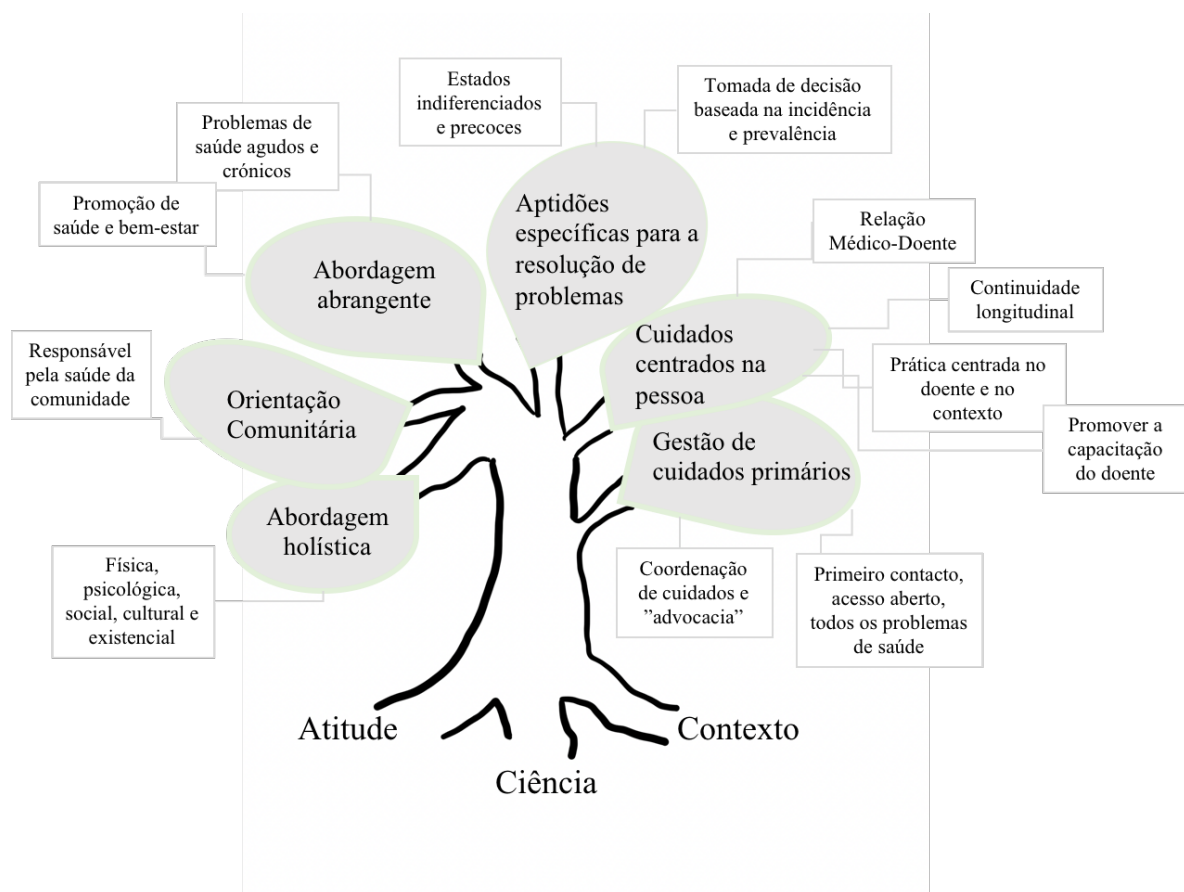 Estados
indiferenciados
e precoces
Tomada de decisão
baseada na incidência
e prevalência
Problemas de
saúde agudos e
crónicos
Promoção de
saúde e bem-estar
Aptidões
específicas para a
resolução de
problemas
Relação
Médico-Doente
Abordagem
abrangente
Continuidade
longitudinal
Cuidados
centrados na
pessoa
Responsável
pela saúde da
comunidade
Prática centrada no
doente e no
contexto
Orientação
Comunitária
Promover a
capacitação
do doente
Gestão de
cuidados primários
Abordagem
holística
Física,
psicológica,
social, cultural e
existencial
Coordenação
de cuidados e
”advocacia”
Primeiro contacto,
acesso aberto,
todos os problemas
de saúde
Atitude
Contexto
Ciência